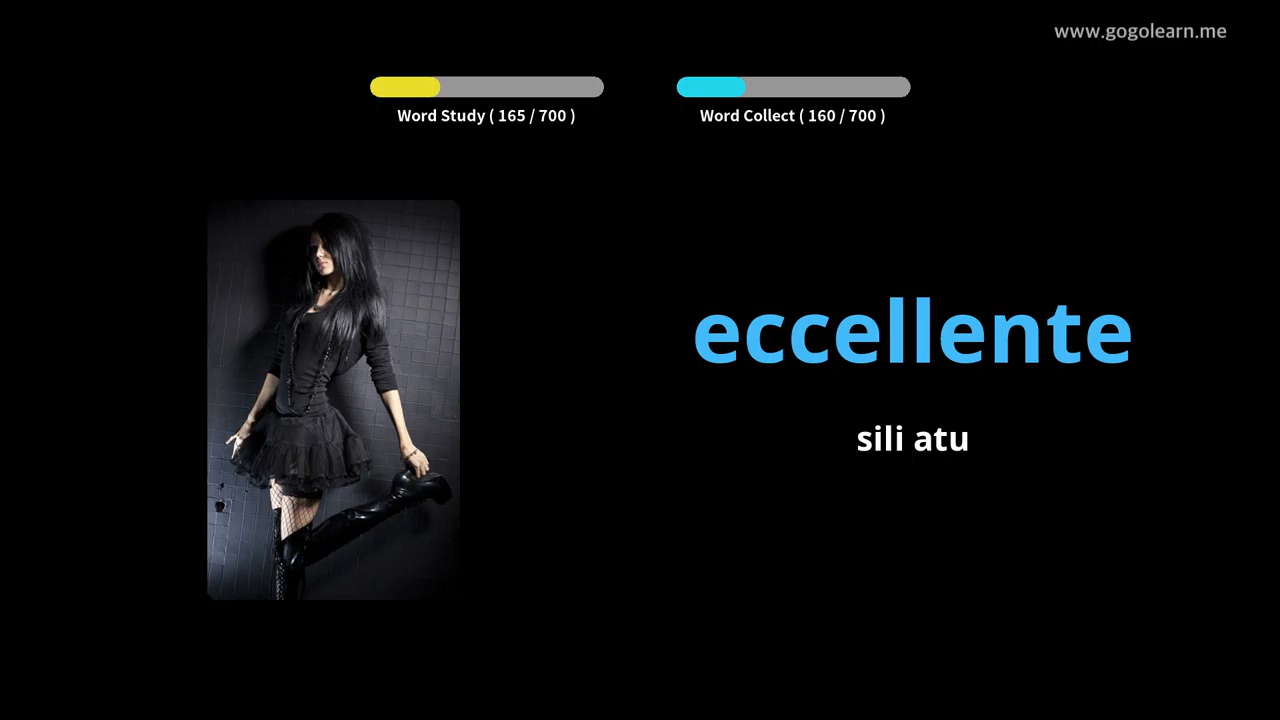 www.gogolearn.me
Word Study ( 165 / 700 )
Word Collect ( 160 / 700 )
eccellente
sili atu